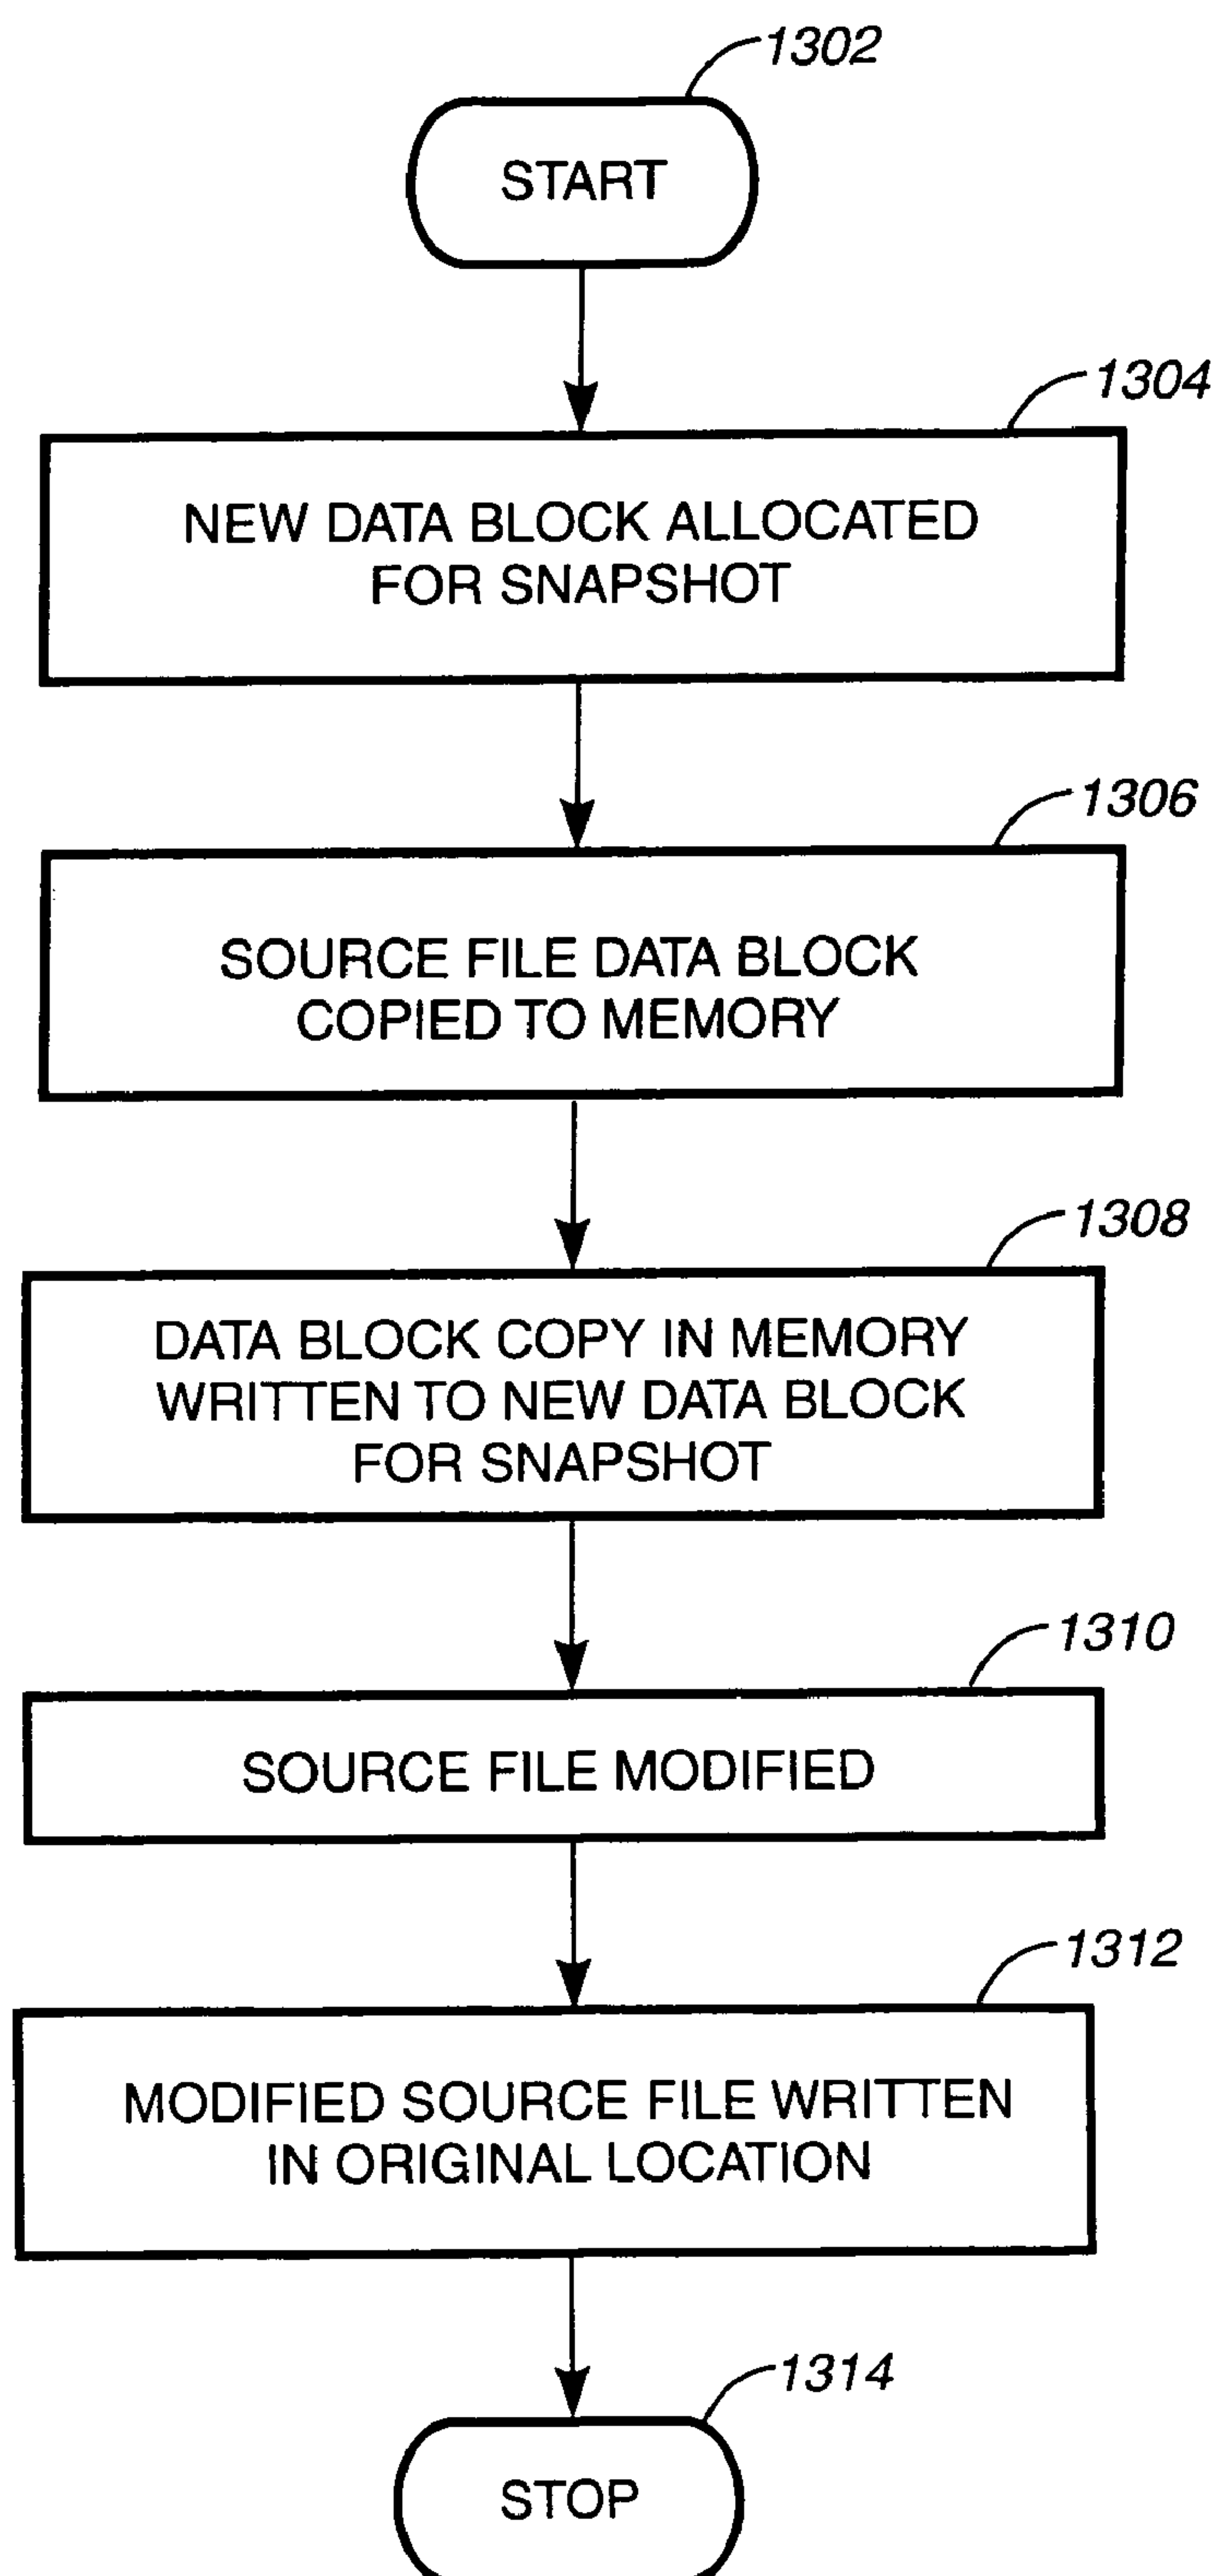 1302
START
1304
NEW DATA BLOCK ALLOCATED
FOR SNAPSHOT
1306
SOURCE FILE DATA BLOCK
COPIED TO MEMORY
1308
DATA BLOCK COPY IN MEMORY
WRITTEN TO NEW DATA BLOCK
FOR SNAPSHOT
1310
SOURCE FILE MODIFIED
1312
MODIFIED SOURCE FILE WRITTEN
IN ORIGINAL LOCATION
1314
STOP